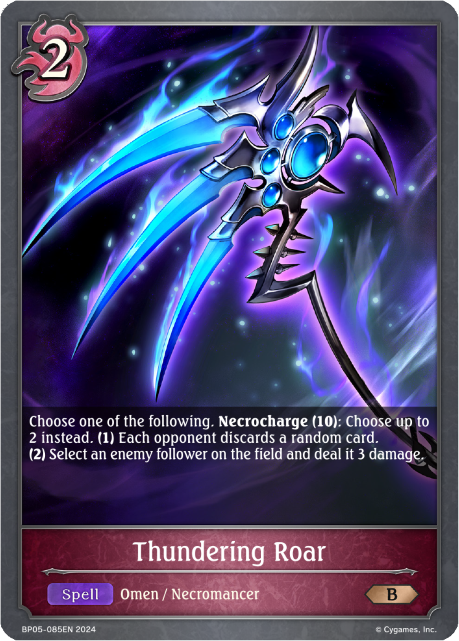 2
Choose one of the following. Necrocharge (10): Choose up to
2 instead. (1) Each opponent discards a random card.
(2) Select an enemy follower on the field and deal it 3 damage.
Thundering Roar
Spell Omen / Necromancer B
BP05-085EN 2024 © Cygames, Inc.